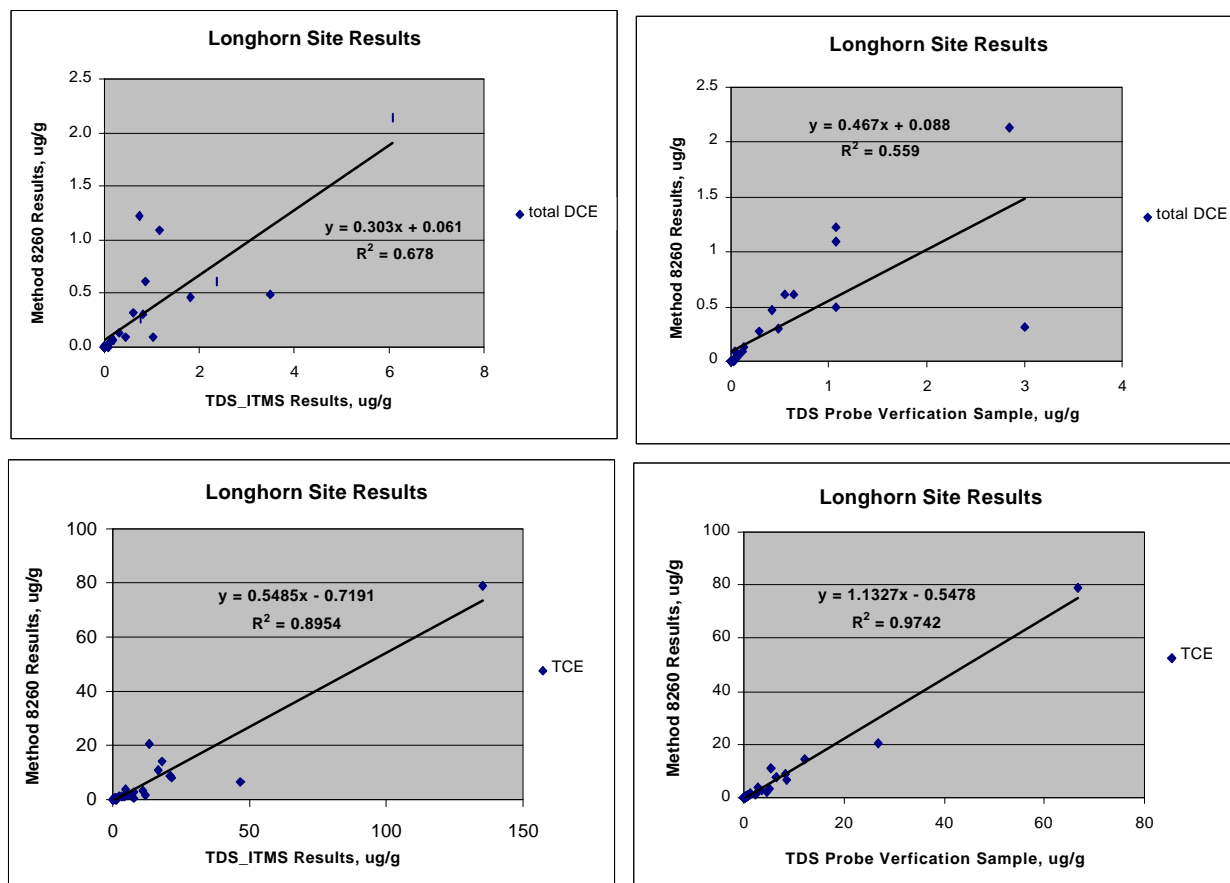 Longhorn Site Results
2.5
2.0
1.5
1.0
0.5
0.0
y = 0.303x + 0.061
R² = 0.678
total DCE
0 2 4 6 8
TDS_ITMS Results, ug/g
Method 8260 Results, ug/g
Longhorn Site Results
2.5
2
1.5
1
0.5
0
y = 0.467x + 0.088
R² = 0.559
total DCE
0 1 2 3 4
TDS Probe Verfication Sample, ug/g
Method 8260 Results, ug/g
Longhorn Site Results
100
80
60
40
20
0
y = 0.5485x - 0.7191
R² = 0.8954
TCE
0 50 100 150
TDS_ITMS Results, ug/g
Method 8260 Results, ug/g
Longhorn Site Results
100
80
60
40
20
0
y = 1.1327x - 0.5478
R² = 0.9742
TCE
0 20 40 60 80
TDS Probe Verfication Sample, ug/g
Method 8260 Results, ug/g